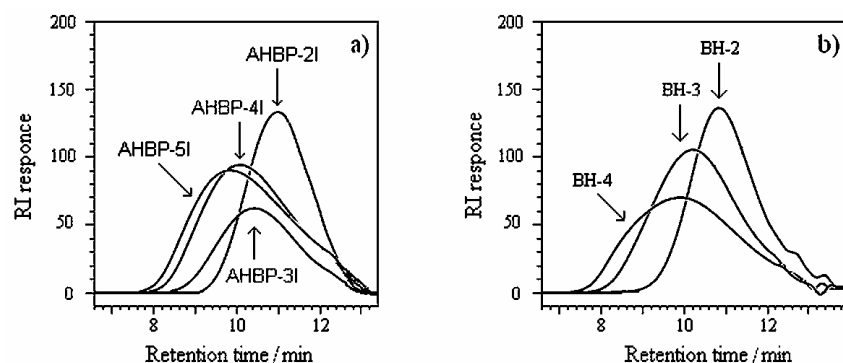 200
a)
AHBP-2I
150
AHBP-4I
RI responce
100
AHBP-5I
50
AHBP-3I
0
8 10 12
Retention time / min
200
b)
BH-2
150
BH-3
RI responce
100
BH-4
50
0
8 10 12
Retention time / min